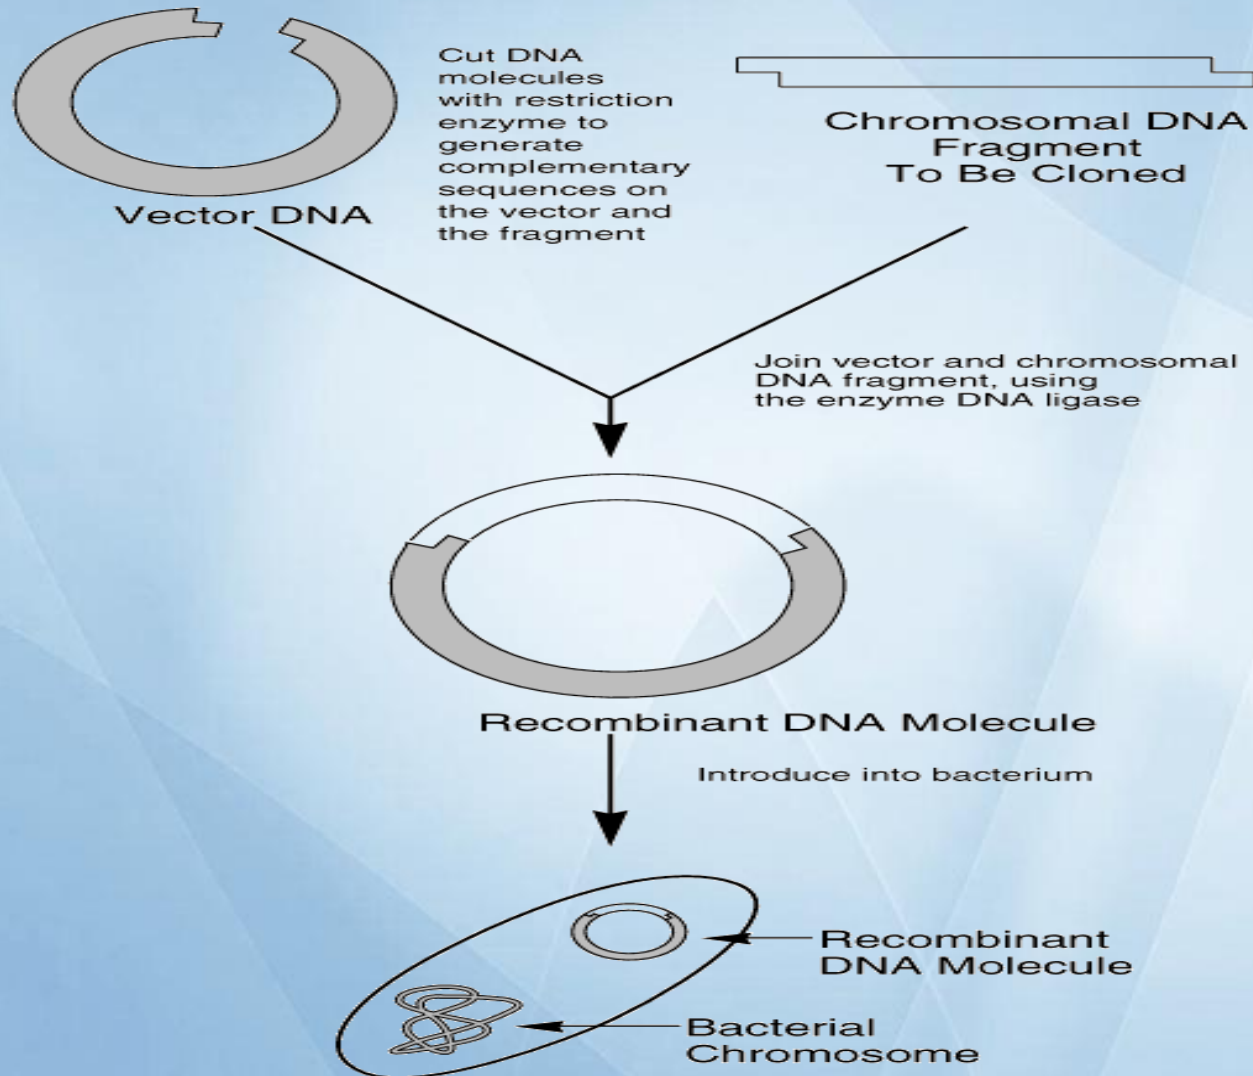 Cut DNA
molecules
with restriction
enzyme to
generate
complementary
sequences on
the vector and
the fragment
Chromosomal DNA
Fragment
To Be Cloned
Vector DNA
Join vector and chromosomal
DNA fragment, using
the enzyme DNA ligase
Recombinant DNA Molecule
Introduce into bacterium
Recombinant
DNA Molecule
Bacterial
Chromosome